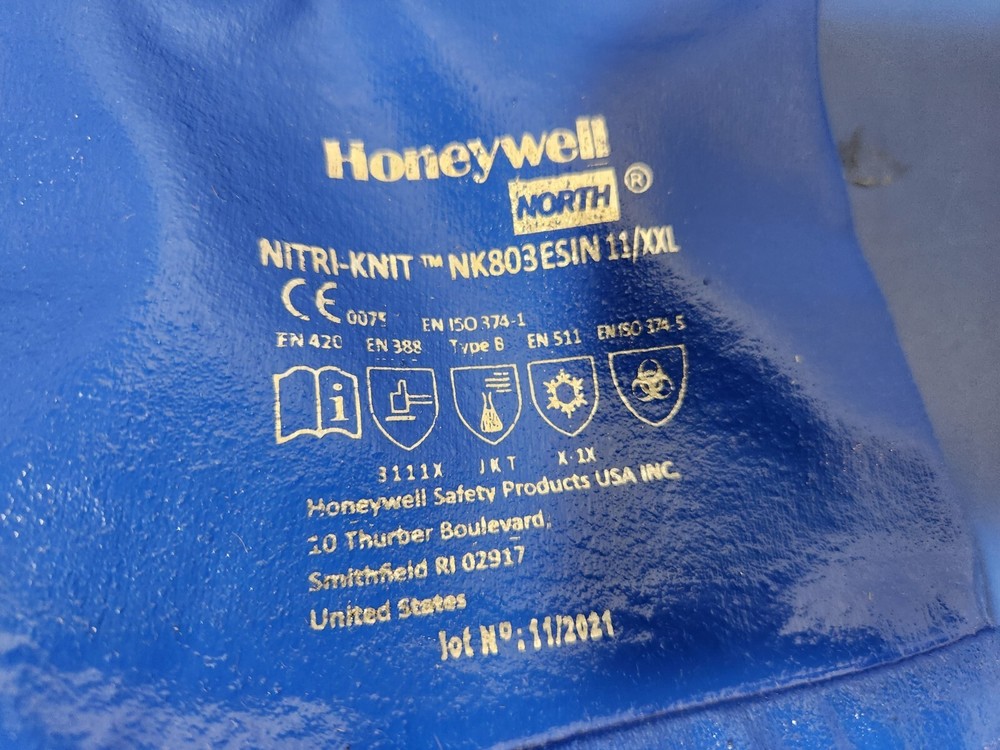 Honeywell
NORTH®
NITRI-KNIT™ NK803ESIN 11/XXL
CE 0075
EN ISO 374-1
EN 420 EN 388 Type B EN 511 EN ISO 374-5
i
3111X JKT X 1X
Honeywell Safety Products USA INC.
10 Thurber Boulevard,
Smithfield RI 02917
United States
lot Nº: 11/2021